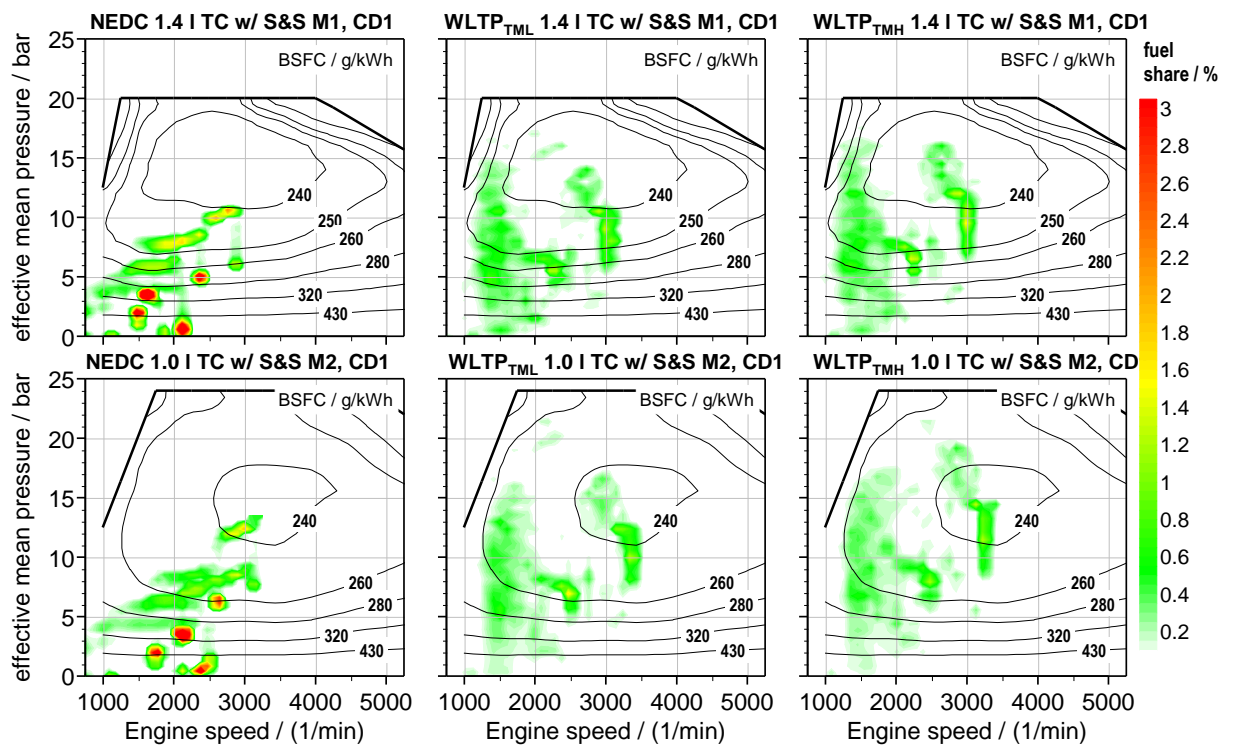 NEDC 1.4 l TC w/ S&S M1, CD1
WLTP_TML 1.4 l TC w/ S&S M1, CD1
WLTP_TMH 1.4 l TC w/ S&S M1, CD1
effective mean pressure / bar
25
20
15
10
5
0
BSFC / g/kWh
240
250
260
280
320
430
BSFC / g/kWh
240
250
260
280
320
430
BSFC / g/kWh
240
250
260
280
320
430
fuel
share / %
3
2.8
2.6
2.4
2.2
2
1.8
1.6
1.4
1.2
1
0.8
0.6
0.4
0.2
NEDC 1.0 l TC w/ S&S M2, CD1
WLTP_TML 1.0 l TC w/ S&S M2, CD1
WLTP_TMH 1.0 l TC w/ S&S M2, CD
effective mean pressure / bar
25
20
15
10
5
0
BSFC / g/kWh
240
260
280
320
430
BSFC / g/kWh
240
260
280
320
430
BSFC / g/kWh
240
260
280
320
430
1000 2000 3000 4000 5000
1000 2000 3000 4000 5000
1000 2000 3000 4000 5000
Engine speed / (1/min)
Engine speed / (1/min)
Engine speed / (1/min)